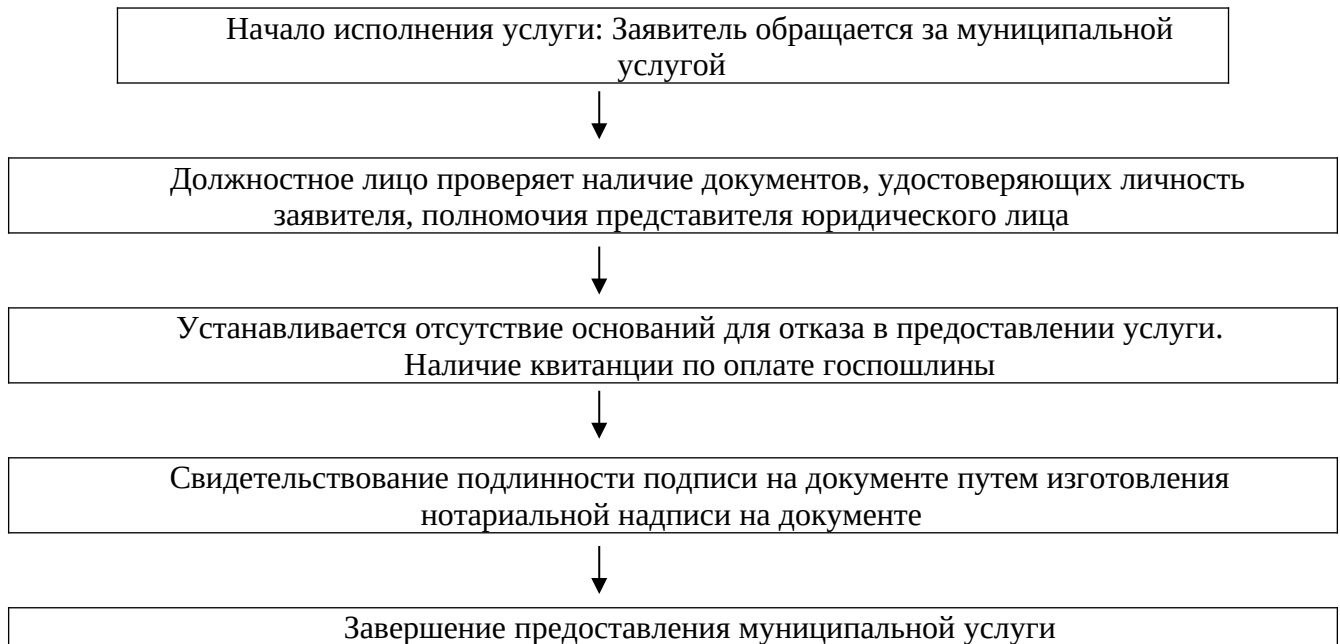 Начало исполнения услуги: Заявитель обращается за муниципальной
услугой
Должностное лицо проверяет наличие документов, удостоверяющих личность
заявителя, полномочия представителя юридического лица
Устанавливается отсутствие оснований для отказа в предоставлении услуги.
Наличие квитанции по оплате госпошлины
Свидетельствование подлинности подписи на документе путем изготовления
нотариальной надписи на документе
Завершение предоставления муниципальной услуги